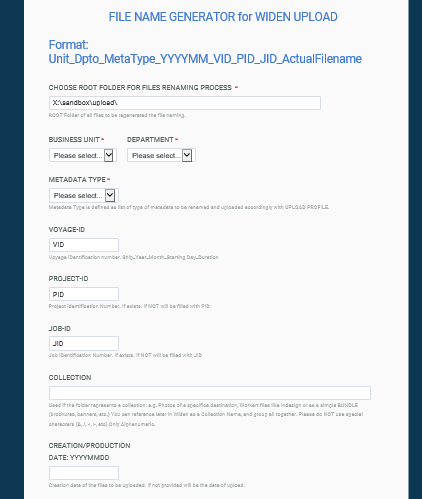 FILE NAME GENERATOR for WIDEN UPLOAD
Format:
Unit_Dpto_MetaType_YYYYMM_VID_PID_JID_ActualFilename
CHOOSE ROOT FOLDER FOR FILES RENAMING PROCESS *
X:\sandbox\upload\
ROOT Folder of all files to be regenerated the file naming.
BUSINESS UNIT * DEPARTMENT *
Please select... Please select...
METADATA TYPE *
Please select...
Metadata Type is defined as list of type of metadata to be renamed and uploaded accordingly with UPLOAD PROFILE.
VOYAGE-ID
VID
Voyage IDentification number. Ship_Year_Month_Starting Day_Duration
PROJECT-ID
PID
Project IDentification Number. If exists. If NOT will be filled with PID
JOB-ID
JID
Job IDentification Number. If exists. If NOT will be filled with JID
COLLECTION
Used if the folder represents a collection: e.g. Photos of a specifica destination, Workers files like Indesign or as a simple BUNDLE
(brochures, banners, etc.) You can reference later in Widen as a Collection Name, and group all together. Please do NOT use special
characters (&, /, <, >, etc) Only Alphanumeric.
CREATION/PRODUCTION
DATE: YYYYMMDD
Creation date of the files to be uploaded. If not provided will be the date of upload.